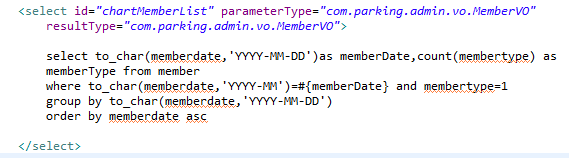 <select id="chartMemberList" parameterType="com.parking.admin.vo.MemberVO"
resultType="com.parking.admin.vo.MemberVO">
select to_char(memberdate,'YYYY-MM-DD')as memberDate,count(membertype) as
memberType from member
where to_char(memberdate,'YYYY-MM')=#{memberDate} and membertype=1
group by to_char(memberdate,'YYYY-MM-DD')
order by memberdate asc
</select>